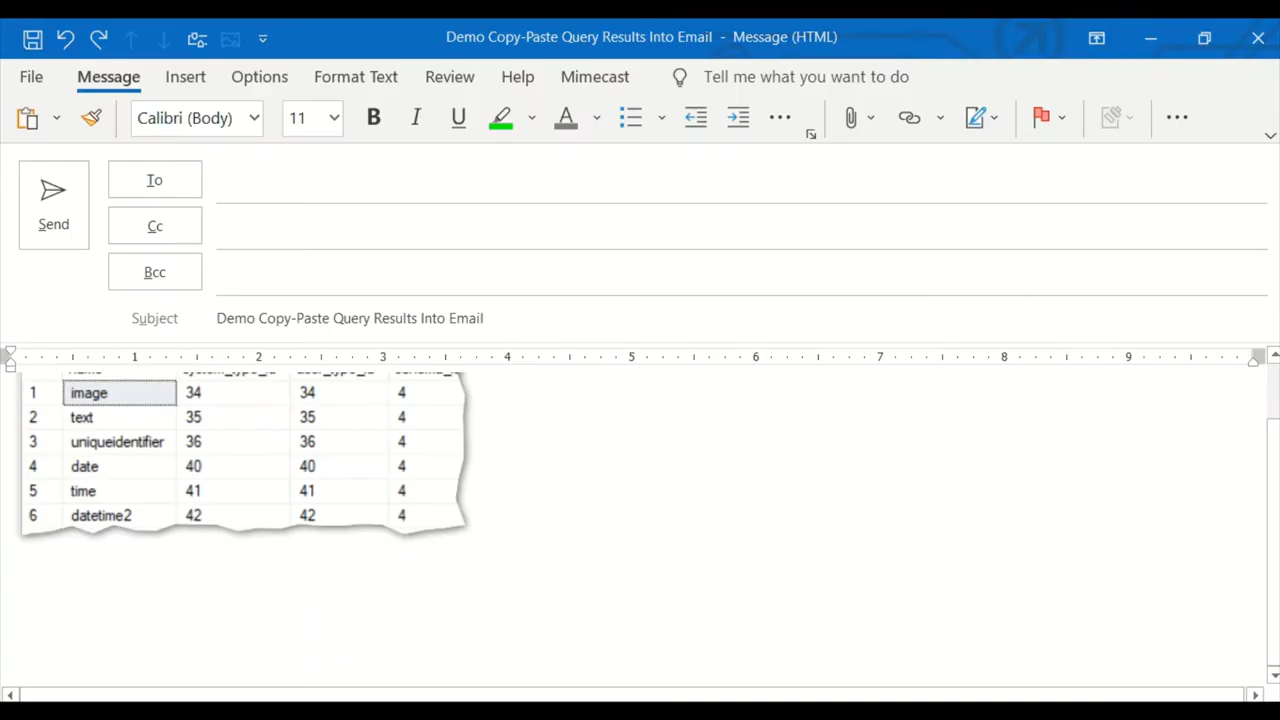 Demo Copy-Paste Query Results Into Email - Message (HTML)
File Message Insert Options Format Text Review Help Mimecast Tell me what you want to do
Calibri (Body) 11 B I U A
To
Send
Cc
Bcc
Subject Demo Copy-Paste Query Results Into Email
1 2 3 4 5 6 7 8 9
1 image 34 34 4
2 text 35 35 4
3 uniqueidentifier 36 36 4
4 date 40 40 4
5 time 41 41 4
6 datetime2 42 42 4